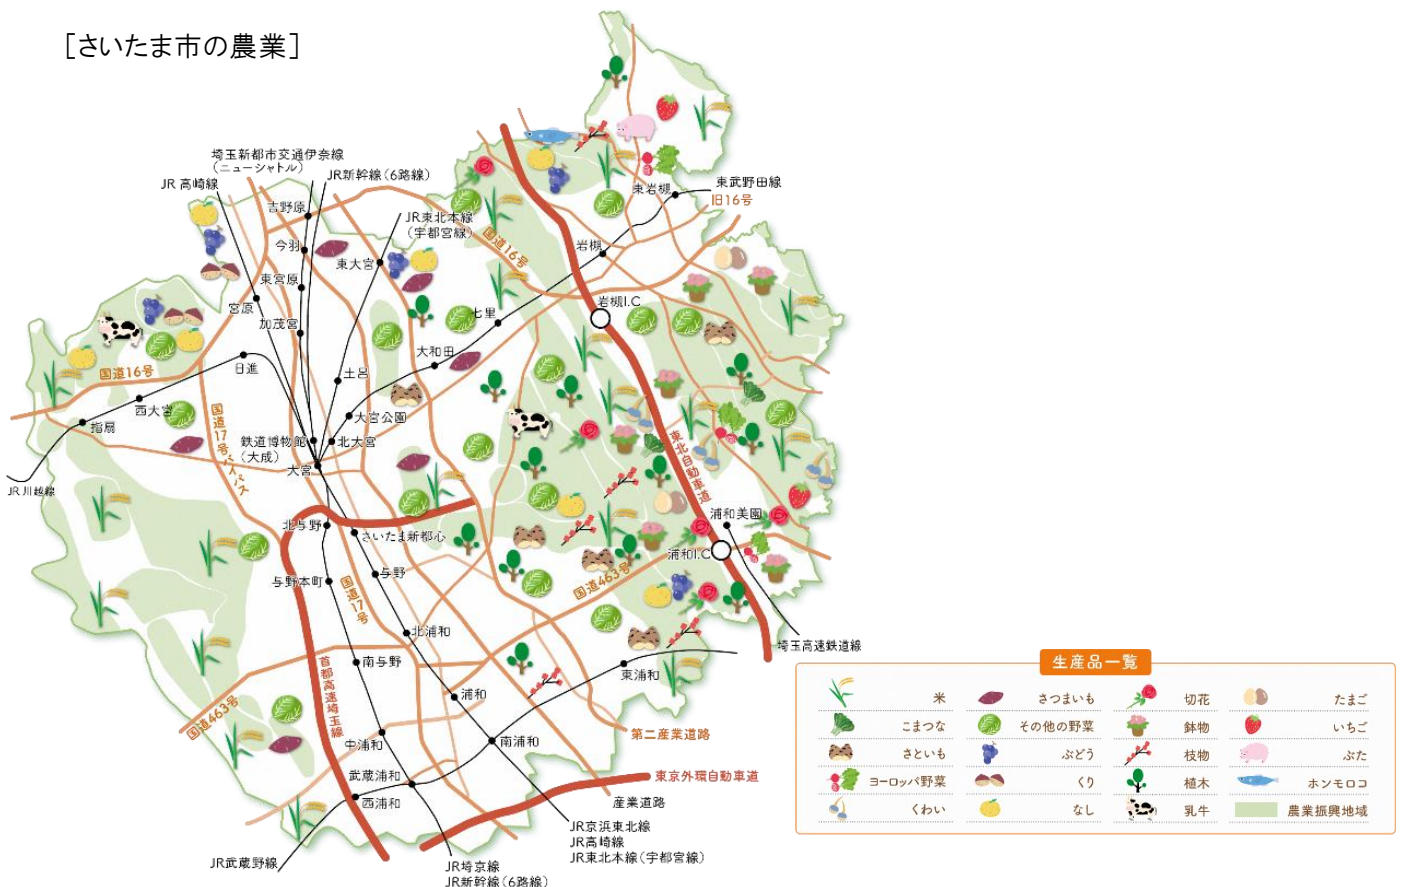 [さいたま市の農業]
埼玉新都市交通伊奈線
(ニューシャトル)
JR新幹線(6路線)
JR高崎線
吉野原
JR東北本線
(宇都宮線)
国道16号
東岩槻
東武野田線
旧16号
今羽
東大宮
岩槻
東宮原
宮原
岩槻I.C
加茂宮
七里
大和田
日進
国道16号
土呂
西大宮
指扇
国道17号バイパス
大宮公園
鉄道博物館
(大成)
北大宮
大宮
東北自動車道
JR川越線
北与野
さいたま新都心
浦和美園
浦和I.C
与野本町
国道17号
与野
国道463号
北浦和
埼玉高速鉄道線
南与野
首都高速埼玉線
東浦和
浦和
国道463号
中浦和
南浦和
第二産業道路
武蔵浦和
西浦和
東京外環自動車道
産業道路
JR京浜東北線
JR高崎線
JR東北本線(宇都宮線)
JR武蔵野線
JR埼京線
JR新幹線(6路線)
生産品一覧
米 さつまいも 切花 たまご
こまつな その他の野菜 鉢物 いちご
さといも ぶどう 枝物 ぶた
ヨーロッパ野菜 くり 植木 ホンモロコ
くわい なし 乳牛 農業振興地域